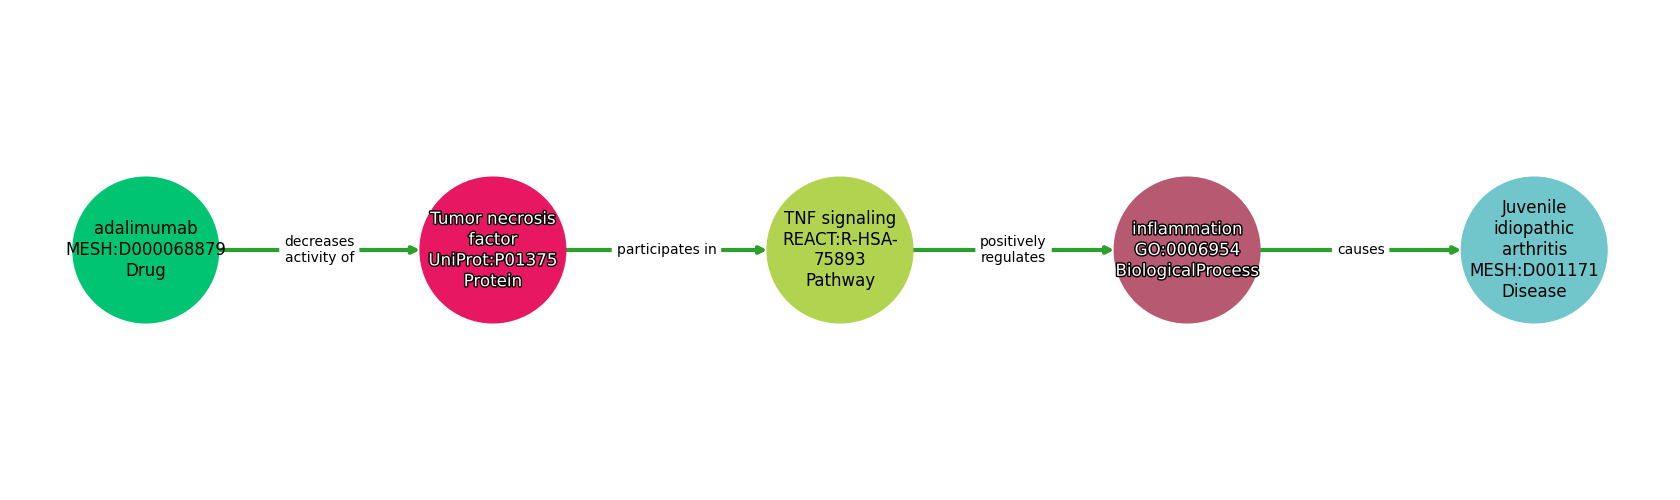 adalimumab
MESH:D000068879
Drug
decreases
activity of
Tumor necrosis
factor
UniProt:P01375
Protein
participates in
TNF signaling
REACT:R-HSA-
75893
Pathway
positively
regulates
inflammation
GO:0006954
BiologicalProcess
causes
Juvenile
idiopathic
arthritis
MESH:D001171
Disease